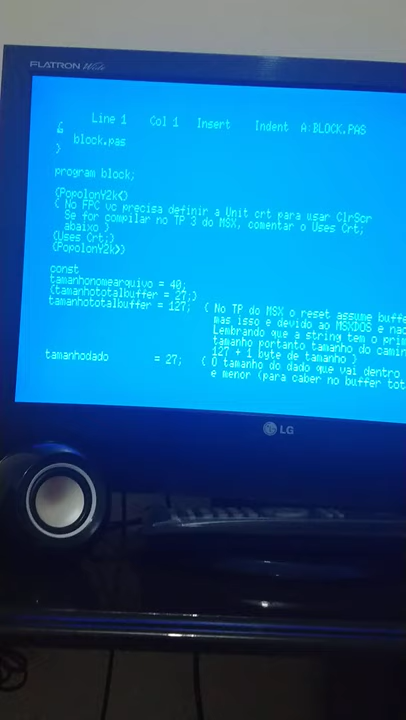 FLATRON Wide
Line 1 Col 1 Insert Indent A:BLOCK.PAS
{
block.pas
}
program block;
{PopolonY2k<}
{ No FPC vc precisa definir a Unit crt para usar ClrScr
Se for compilar no TP 3 do MSX, comentar o Uses Crt;
abaixo }
{Uses Crt;}
{PopolonY2k>}
const
tamanhonomearquivo = 40;
{tamanhototalbuffer = 27;}
tamanhototalbuffer = 127; { No TP do MSX o reset assume buffe
mas isso e devido ao MSXDOS e nao
Lembrando que a string tem o prim
tamanho portanto tamanho do camin
127 + 1 byte de tamanho }
tamanhodado = 27; { O tamanho do dado que vai dentro
e menor (para caber no buffer tot
LG